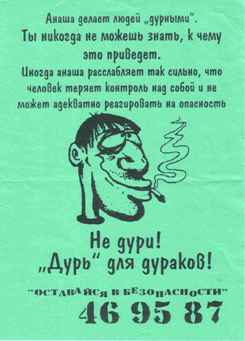 Анаша делает людей „дурными“.
Ты никогда не можешь знать, к чему
это приведет.
Иногда анаша расслабляет так сильно, что
человек теряет контроль над собой и не
может адекватно реагировать на опасность
Не дури!
„Дурь“ для дураков!
"ОСТАВАЙСЯ В БЕЗОПАСНОСТИ"
46 95 87